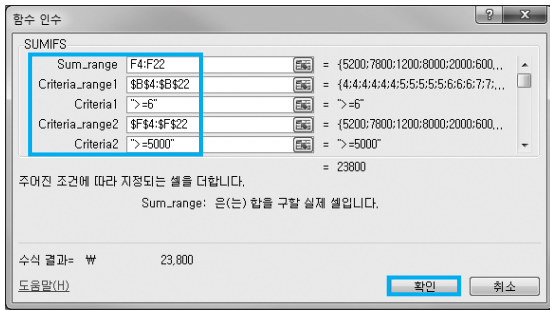 함수 인수
SUMIFS
Sum_range F4:F22 = {5200;7800;1200;8000;2000;600,...
Criteria_range1 $B$4:$B$22 = {4;4;4;4;4;4;5;5;5;5;5;6;6;6;7;7;...
Criteria1 ">=6" = ">=6"
Criteria_range2 $F$4:$F$22 = {5200;7800;1200;8000;2000;600,...
Criteria2 ">=5000" = ">=5000"
= 23800
주어진 조건에 따라 지정되는 셀을 더합니다.
Sum_range: 은(는) 합을 구할 실제 셀입니다.
수식 결과= ₩ 23,800
도움말(H) 확인 취소